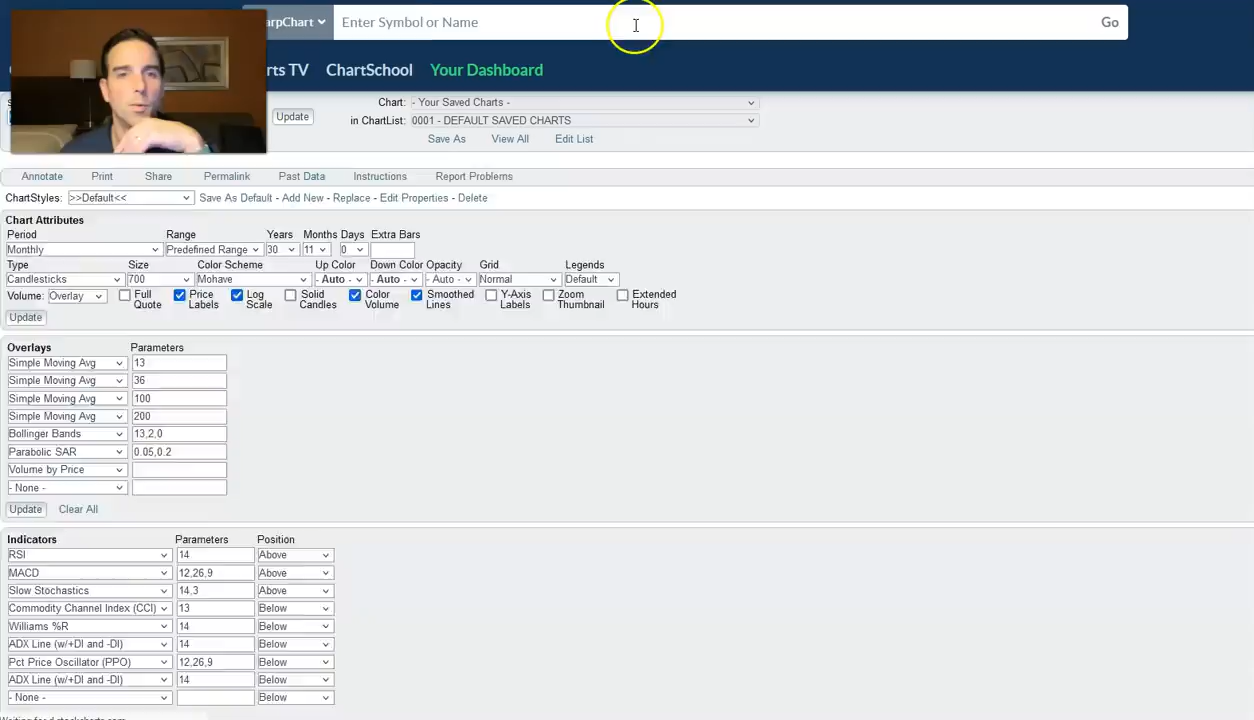 arpChart
Enter Symbol or Name
Go
rts TV
ChartSchool
Your Dashboard
Update
Chart:
- Your Saved Charts -
in ChartList:
0001 - DEFAULT SAVED CHARTS
Save As
View All
Edit List
Annotate
Print
Share
Permalink
Past Data
Instructions
Report Problems
ChartStyles: >>Default<< Save As Default - Add New - Replace - Edit Properties - Delete
Chart Attributes
Period Range Years Months Days Extra Bars
Monthly Predefined Range 30 11 0
Type Size Color Scheme Up Color Down Color Opacity Grid Legends
Candlesticks 700 Mohave - Auto - - Auto - - Auto - Normal Default
Volume: Overlay Full Quote Price Labels Log Scale Solid Candles Color Volume Smoothed Lines Y-Axis Labels Zoom Thumbnail Extended Hours
Update
Overlays Parameters
Simple Moving Avg 13
Simple Moving Avg 36
Simple Moving Avg 100
Simple Moving Avg 200
Bollinger Bands 13,2,0
Parabolic SAR 0.05,0.2
Volume by Price
- None -
Update Clear All
Indicators Parameters Position
RSI 14 Above
MACD 12,26,9 Above
Slow Stochastics 14,3 Above
Commodity Channel Index (CCI) 13 Below
Williams %R 14 Below
ADX Line (w/+DI and -DI) 14 Below
Pct Price Oscillator (PPO) 12,26,9 Below
ADX Line (w/+DI and -DI) 14 Below
- None - Below